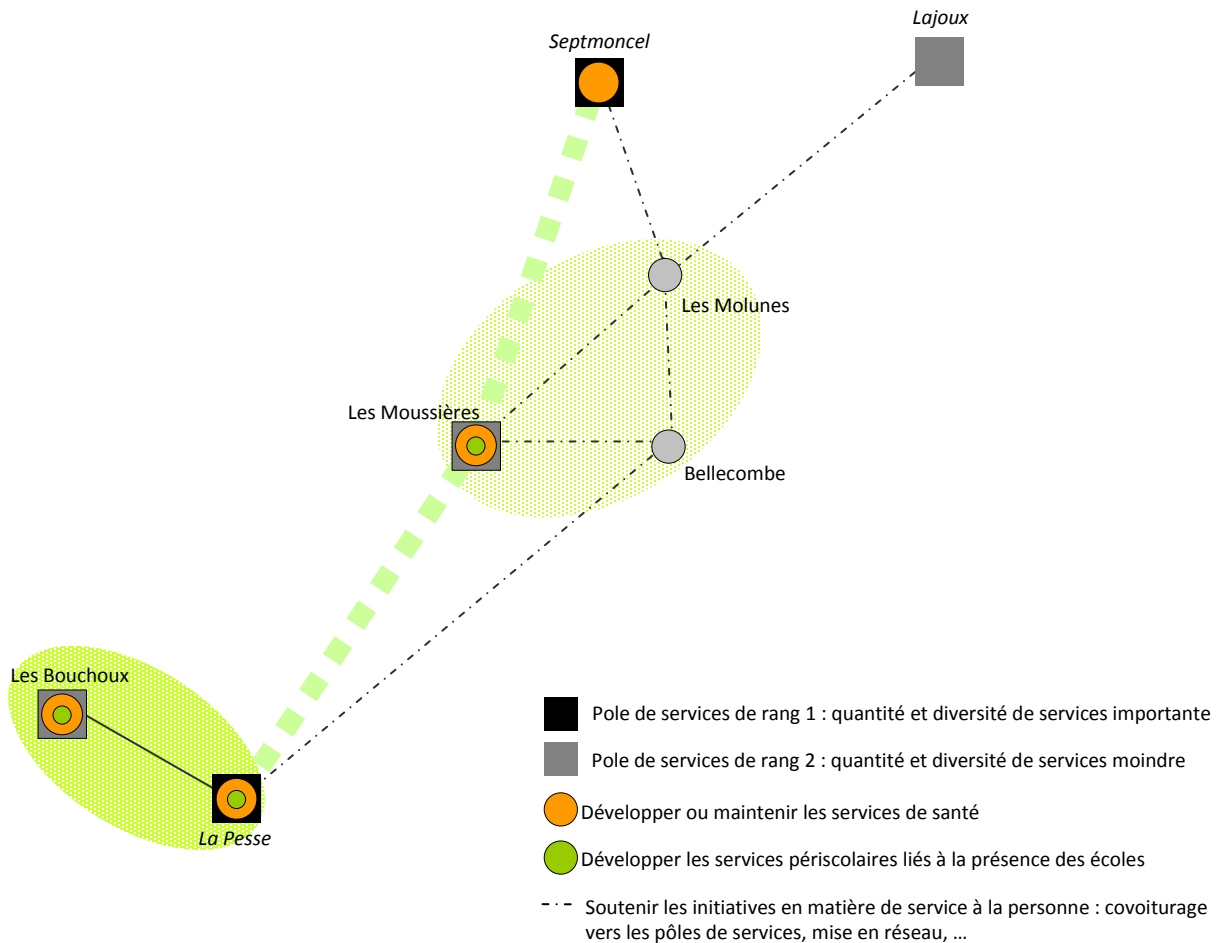 Lajoux
Septmoncel
Les Molunes
Les Moussières
Bellecombe
Les Bouchoux
La Pesse
Pole de services de rang 1 : quantité et diversité de services importante
Pole de services de rang 2 : quantité et diversité de services moindre
Développer ou maintenir les services de santé
Développer les services périscolaires liés à la présence des écoles
Soutenir les initiatives en matière de service à la personne : covoiturage
vers les pôles de services, mise en réseau, …